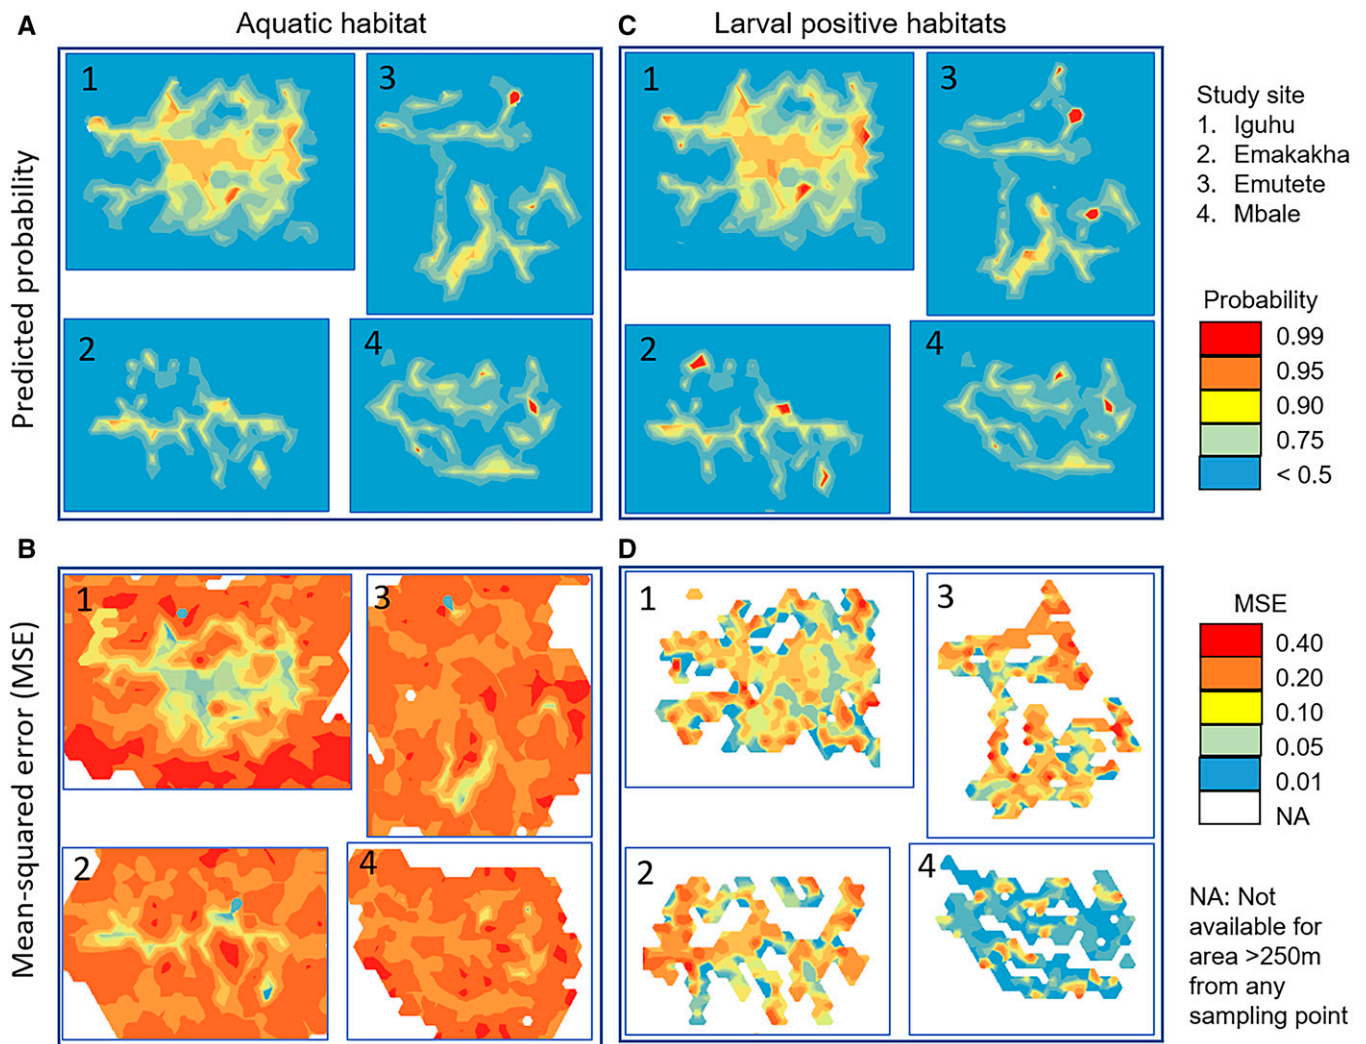 A
Aquatic habitat
C
Larval positive habitats
Predicted probability
1
3
2
4
1
3
2
4
Study site
1. Iguhu
2. Emakakha
3. Emutete
4. Mbale
Probability
0.99
0.95
0.90
0.75
< 0.5
B
D
Mean-squared error (MSE)
1
3
2
4
1
3
2
4
MSE
0.40
0.20
0.10
0.05
0.01
NA
NA: Not
available for
area >250m
from any
sampling point